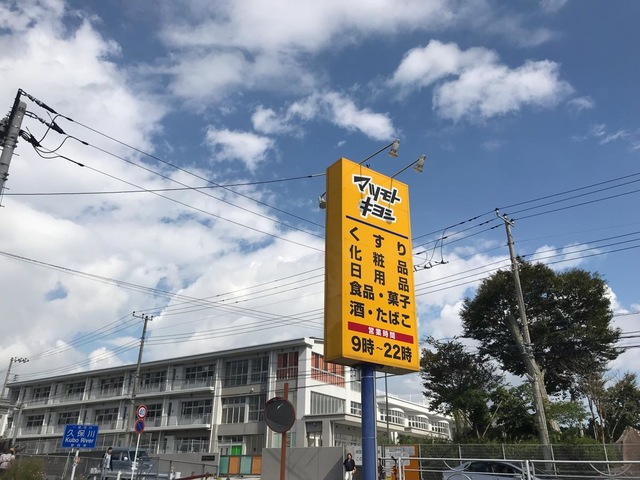 マツモト
キヨシ
くすり
化粧品
日用品
食品・菓子
酒・たばこ
営業時間
9時～22時
久保川
Kubo River